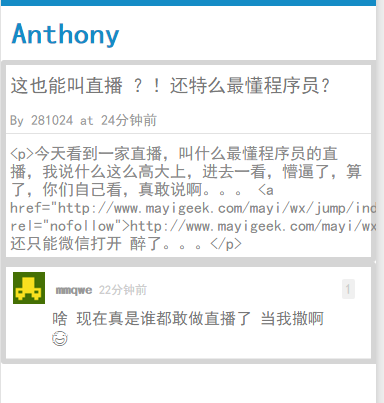 Anthony
这也能叫直播 ？！还特么最懂程序员?
By 281024 at 24分钟前
<p>今天看到一家直播，叫什么最懂程序员的直
播，我说什么这么高大上，进去一看，懵逼了，算
了，你们自己看，真敢说啊。。。 <a
href="http://www.mayigeek.com/mayi/wx/jump/ind
rel="nofollow">http://www.mayigeek.com/mayi/wx
还只能微信打开 醉了。。。</p>
mmqwe 22分钟前 1
啥 现在真是谁都敢做直播了 当我撒啊
😅